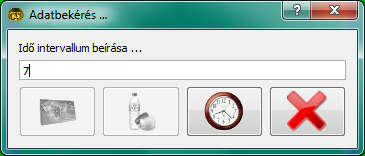 Adatbekérés ...
Idő intervallum beírása ...
7